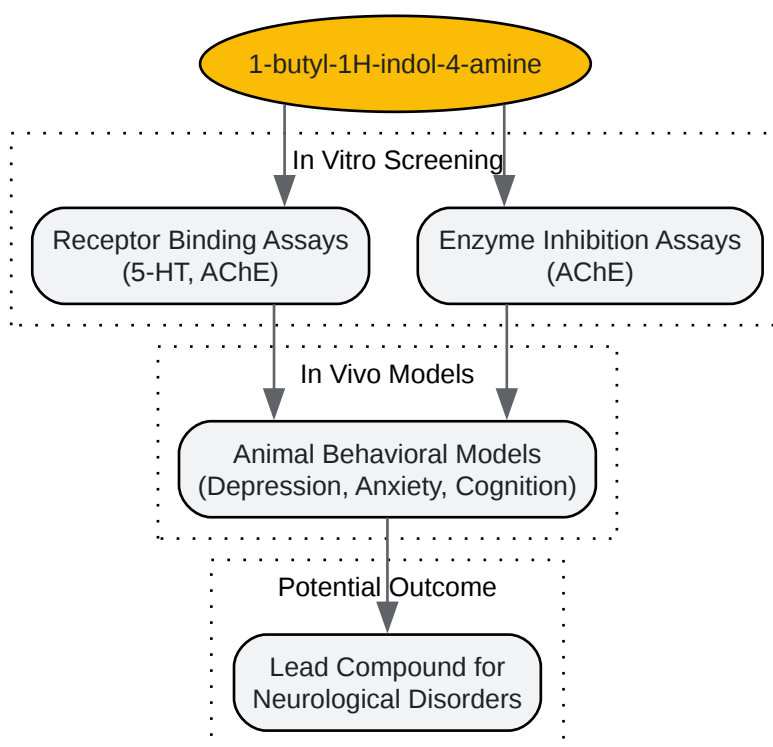 1-butyl-1H-indol-4-amine
In Vitro Screening
Receptor Binding Assays
(5-HT, AChE)
Enzyme Inhibition Assays
(AChE)
In Vivo Models
Animal Behavioral Models
(Depression, Anxiety, Cognition)
Potential Outcome
Lead Compound for
Neurological Disorders